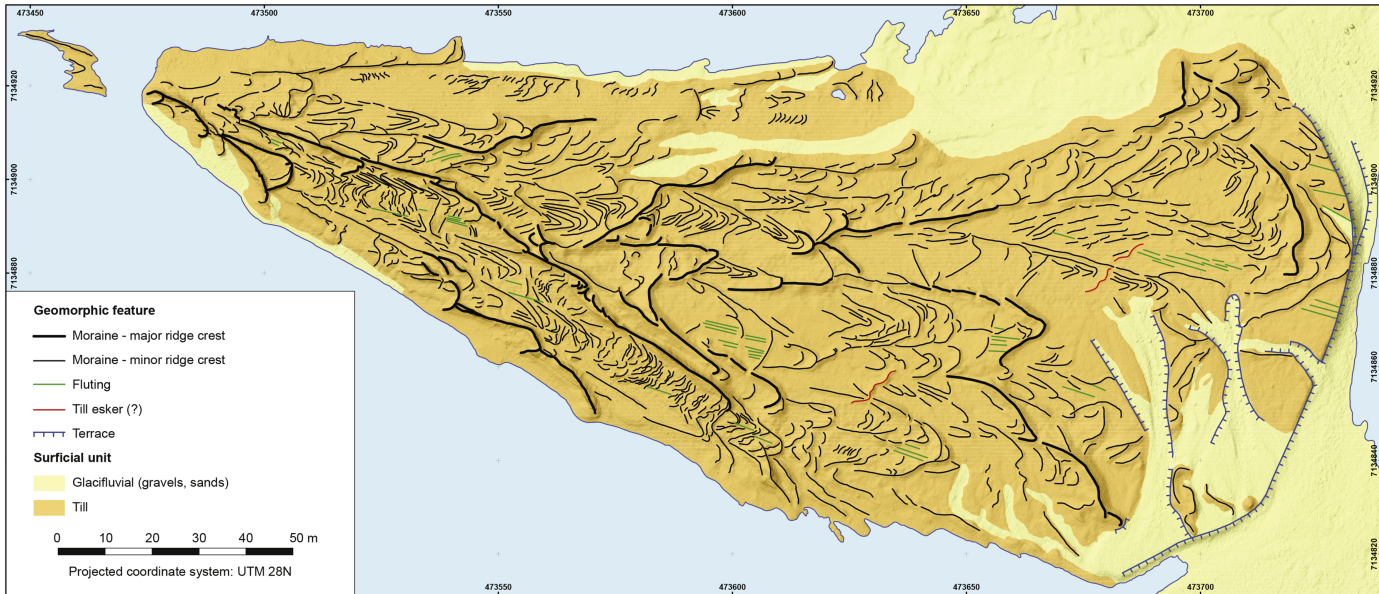 473450 473500 473550 473600 473650 473700
7134920 7134920
7134900 7134900
7134880 7134880
7134860
7134840
7134820
Geomorphic feature
Moraine - major ridge crest
Moraine - minor ridge crest
Fluting
Till esker (?)
Terrace
Surficial unit
Glacifluvial (gravels, sands)
Till
0 10 20 30 40 50 m
Projected coordinate system: UTM 28N
473550 473600 473650 473700